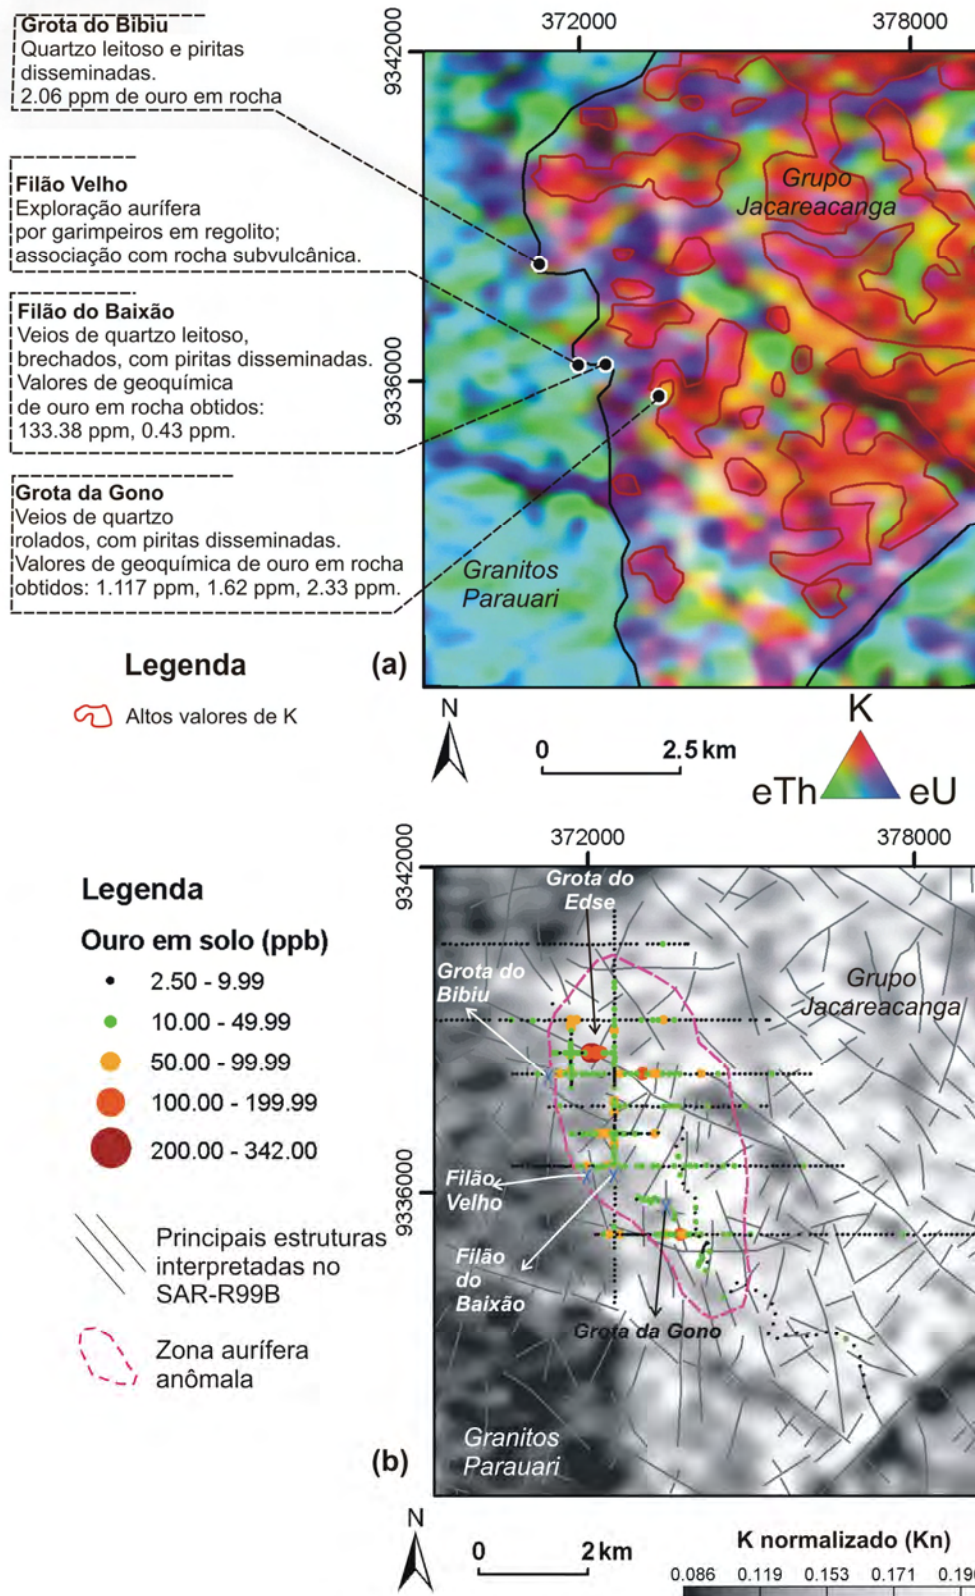 Grota do Bibiu
Quartzo leitoso e piritas
disseminadas.
2.06 ppm de ouro em rocha
Filão Velho
Exploração aurífera
por garimpeiros em regolito;
associação com rocha subvulcânica.
Filão do Baixão
Veios de quartzo leitoso,
brechados, com piritas disseminadas.
Valores de geoquímica
de ouro em rocha obtidos:
133.38 ppm, 0.43 ppm.
Grota da Gono
Veios de quartzo
rolados, com piritas disseminadas.
Valores de geoquímica de ouro em rocha
obtidos: 1.117 ppm, 1.62 ppm, 2.33 ppm.
372000
378000
9342000
9336000
Grupo
Jacareacanga
Granitos
Parauari
Legenda
(a)
Altos valores de K
N
0
2.5 km
K
eTh
eU
372000
378000
9342000
9336000
Legenda
Ouro em solo (ppb)
2.50 - 9.99
10.00 - 49.99
50.00 - 99.99
100.00 - 199.99
200.00 - 342.00
Principais estruturas
interpretadas no
SAR-R99B
Zona aurífera
anômala
Grota do
Edse
Grota do
Bibiu
Grupo
Jacareacanga
Filão
Velho
Filão
do
Baixão
Grota da Gono
Granitos
Parauari
(b)
N
0
2 km
K normalizado (Kn)
0.086 0.119 0.153 0.171